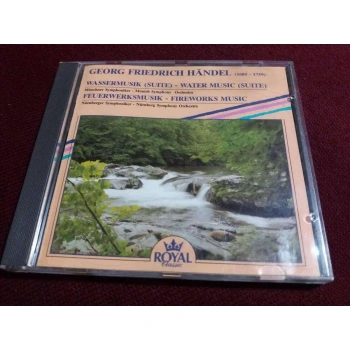 GEORG FRIEDRICH HÄNDEL (1685 - 1759)
WASSERMUSIK (SUITE) - WATER MUSIC (SUITE)
Münchner Symphoniker - Munich Symphony Orchestra
FEUERWERKSMUSIK - FIREWORKS MUSIC
Nürnberger Symphoniker - Nürnberg Symphony Orchestra
ROYAL
Classic